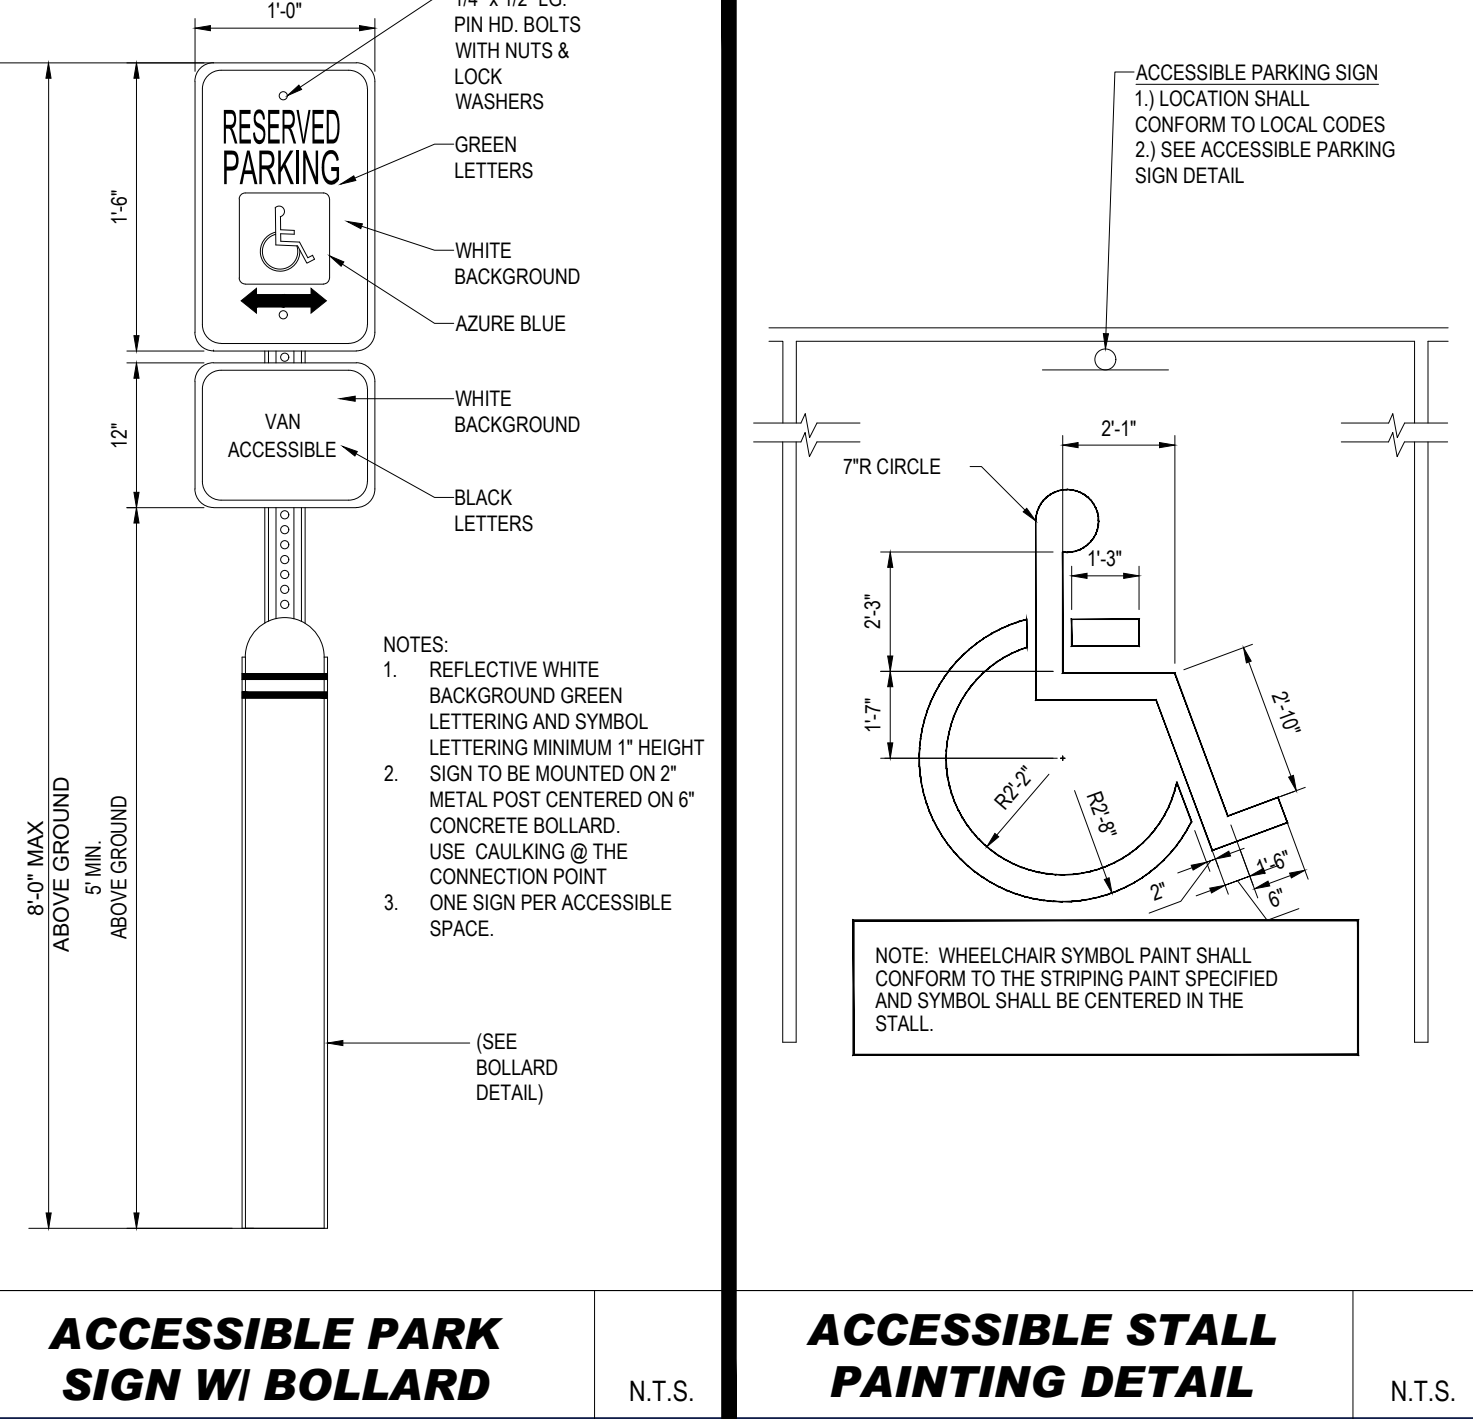 1'-0"
1/4" x 1/2" LG.
PIN HD. BOLTS
WITH NUTS &
LOCK
WASHERS
RESERVED
PARKING
GREEN
LETTERS
1'-6"
WHITE
BACKGROUND
AZURE BLUE
12"
VAN
ACCESSIBLE
WHITE
BACKGROUND
BLACK
LETTERS
8'-0" MAX
ABOVE GROUND
5' MIN.
ABOVE GROUND
NOTES:
1. REFLECTIVE WHITE
BACKGROUND GREEN
LETTERING AND SYMBOL
LETTERING MINIMUM 1" HEIGHT
2. SIGN TO BE MOUNTED ON 2"
METAL POST CENTERED ON 6"
CONCRETE BOLLARD.
USE CAULKING @ THE
CONNECTION POINT
3. ONE SIGN PER ACCESSIBLE
SPACE.
(SEE
BOLLARD
DETAIL)
ACCESSIBLE PARK
SIGN W/ BOLLARD
N.T.S.
ACCESSIBLE PARKING SIGN
1.) LOCATION SHALL
CONFORM TO LOCAL CODES
2.) SEE ACCESSIBLE PARKING
SIGN DETAIL
2'-1"
7"R CIRCLE
1'-3"
2'-3"
1'-7"
2'-10"
R2'-2"
R2'-8"
1'-6"
2"
6"
NOTE: WHEELCHAIR SYMBOL PAINT SHALL
CONFORM TO THE STRIPING PAINT SPECIFIED
AND SYMBOL SHALL BE CENTERED IN THE
STALL.
ACCESSIBLE STALL
PAINTING DETAIL
N.T.S.